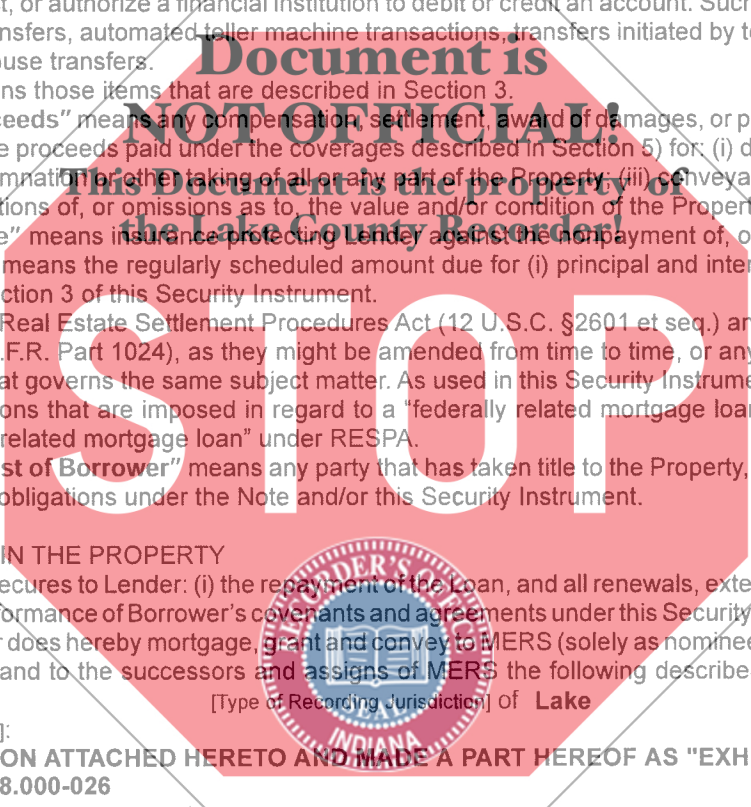 st, or authorize a financial institution to debit or credit an account. Such
nsfers, automated teller machine transactions, transfers initiated by te
ouse transfers.
Document is
ns those items that are described in Section 3.
ceeds” means any compensation, settlement, award of damages, or p
NOT OFFICIAL!
e proceeds paid under the coverages described in Section 5) for: (i) d
mnation or other taking of all or any part of the Property; (iii) conveya
This Document is the property of
tions of, or omissions as to, the value and/or condition of the Propert
the Lake County Recorder!
e” means insurance protecting Lender against the nonpayment of, o
means the regularly scheduled amount due for (i) principal and inter
ction 3 of this Security Instrument.
Real Estate Settlement Procedures Act (12 U.S.C. §2601 et seq.) an
.F.R. Part 1024), as they might be amended from time to time, or any
at governs the same subject matter. As used in this Security Instrume
ons that are imposed in regard to a “federally related mortgage loan
related mortgage loan” under RESPA.
STOP
st of Borrower” means any party that has taken title to the Property,
obligations under the Note and/or this Security Instrument.
IN THE PROPERTY
ecures to Lender: (i) the repayment of the Loan, and all renewals, exte
formance of Borrower’s covenants and agreements under this Security
r does hereby mortgage, grant and convey to MERS (solely as nominee
and to the successors and assigns of MERS the following describe
[Type of Recording Jurisdiction] of Lake
]:
ON ATTACHED HERETO AND MADE A PART HEREOF AS "EXH
8.000-026
RECORDER'S OFFICE
SEAL
INDIANA